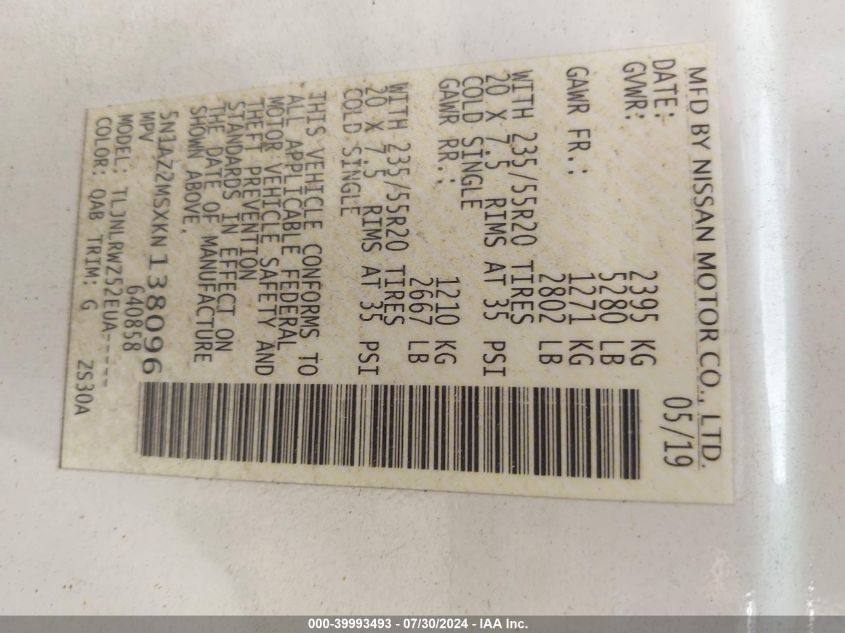 MFD BY NISSAN MOTOR CO., LTD.
DATE: 05/19
GVWR: 2395 KG
5280 LB
GAWR FR.: 1271 KG
2802 LB
WITH 235/55R20 TIRES
20 X 7.5 RIMS AT 35 PSI
COLD SINGLE
GAWR RR.: 1210 KG
2667 LB
WITH 235/55R20 TIRES
20 X 7.5 RIMS AT 35 PSI
COLD SINGLE
THIS VEHICLE CONFORMS TO
ALL APPLICABLE FEDERAL
MOTOR VEHICLE SAFETY AND
THEFT PREVENTION
STANDARDS IN EFFECT ON
THE DATE OF MANUFACTURE
SHOWN ABOVE.
5N1AZ2MSXKN138096
MPV 640858
MODEL: TLJNLRWZ52EUA-----
COLOR: QAB TRIM: G ZS30A
000-39993493 - 07/30/2024 - IAA Inc.